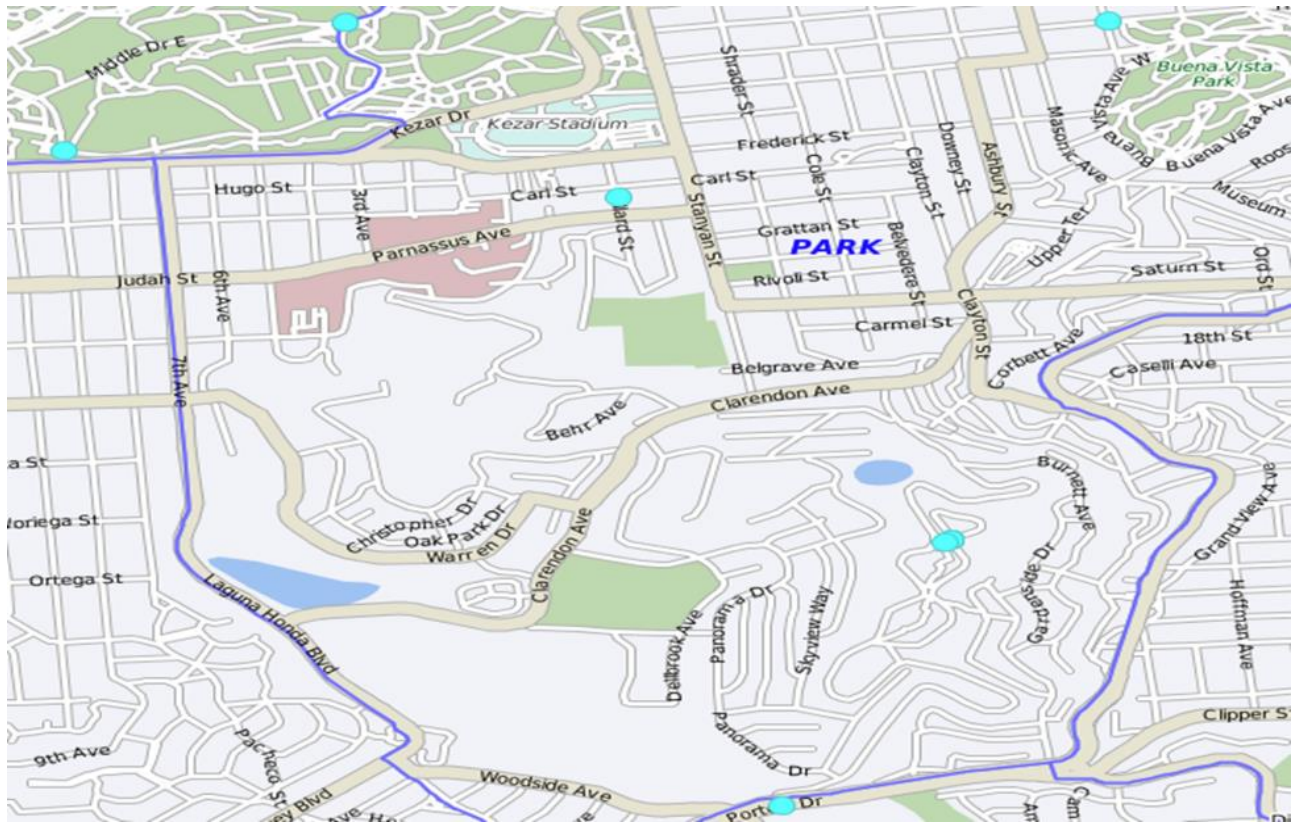 Middle Dr E
Kezar Dr
Kezar Stadium
Shrader St
Buena Vista
Park
Buena Vista Ave W
Buena Vista Ave
Masonic Ave
Frederick St
Downey St
Ashbury St
Clayton St
Cole St
Hugo St
3rd Ave
Carl St
Carl St
Museum
Stanyan St
Grattan St
PARK
Belvedere St
Upper Ter
Parnassus Ave
Judah St
6th Ave
Rivoli St
Saturn St
Ord St
Carmel St
Clayton St
Corbett Ave
18th St
7th Ave
Belgrave Ave
Caselli Ave
Clarendon Ave
Behr Ave
a St
Burnett Ave
Grand View Ave
Christopher Dr
Oak Park Dr
Warren Dr
Clarendon Ave
Ortega St
Laguna Honda Blvd
Panorama Dr
Dellbrook Ave
Skyview Way
Gardenside Dr
Hoffman Ave
Panorama Dr
Clipper S
9th Ave
Pacheco St
Woodside Ave
ey Blvd
Ave
Dr